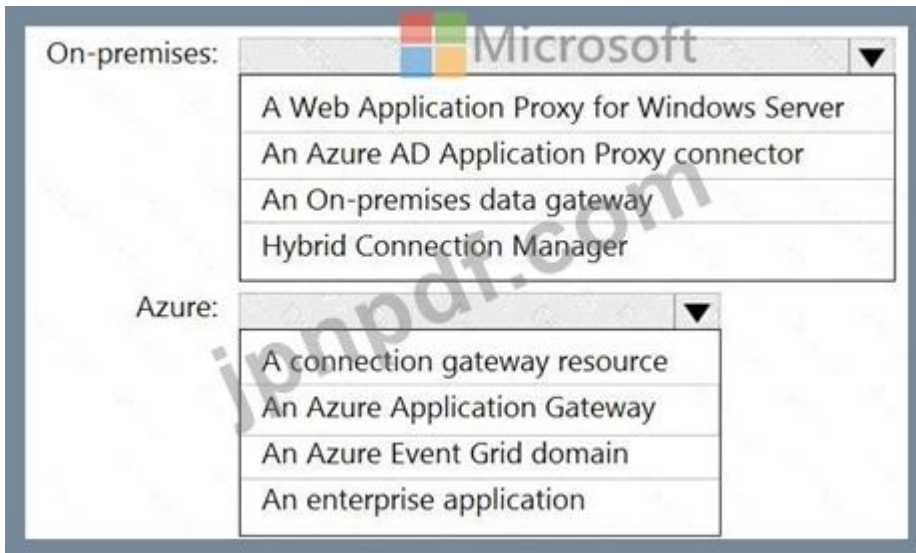 Microsoft
On-premises:
A Web Application Proxy for Windows Server
An Azure AD Application Proxy connector
An On-premises data gateway
Hybrid Connection Manager
Azure:
A connection gateway resource
An Azure Application Gateway
An Azure Event Grid domain
An enterprise application
jpnpdf.com